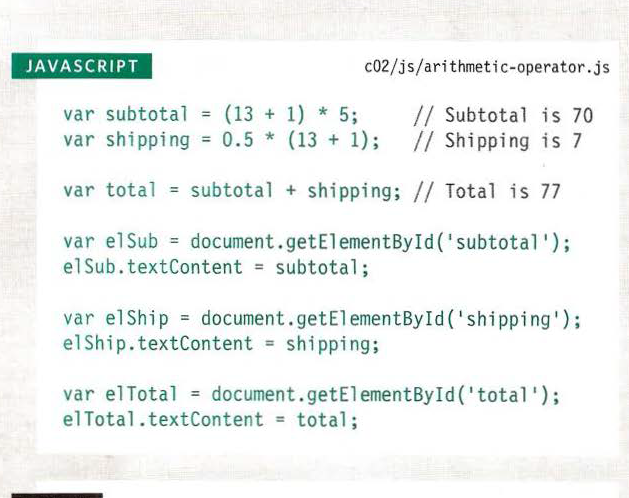 JAVASCRIPT c02/js/arithmetic-operator.js
var subtotal = (13 + 1) * 5; // Subtotal is 70
var shipping = 0.5 * (13 + 1); // Shipping is 7
var total = subtotal + shipping; // Total is 77
var elSub = document.getElementById('subtotal');
elSub.textContent = subtotal;
var elShip = document.getElementById('shipping');
elShip.textContent = shipping;
var elTotal = document.getElementById('total');
elTotal.textContent = total;